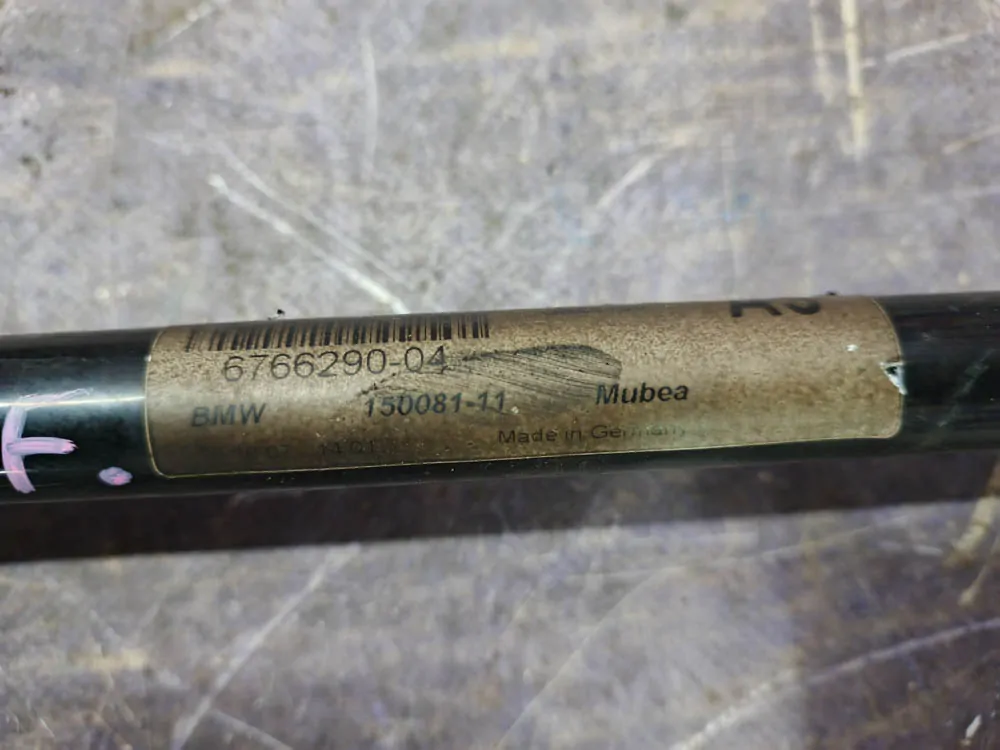 6766290-04
BMW 150081-11 Mubea
Made in Germany
F.